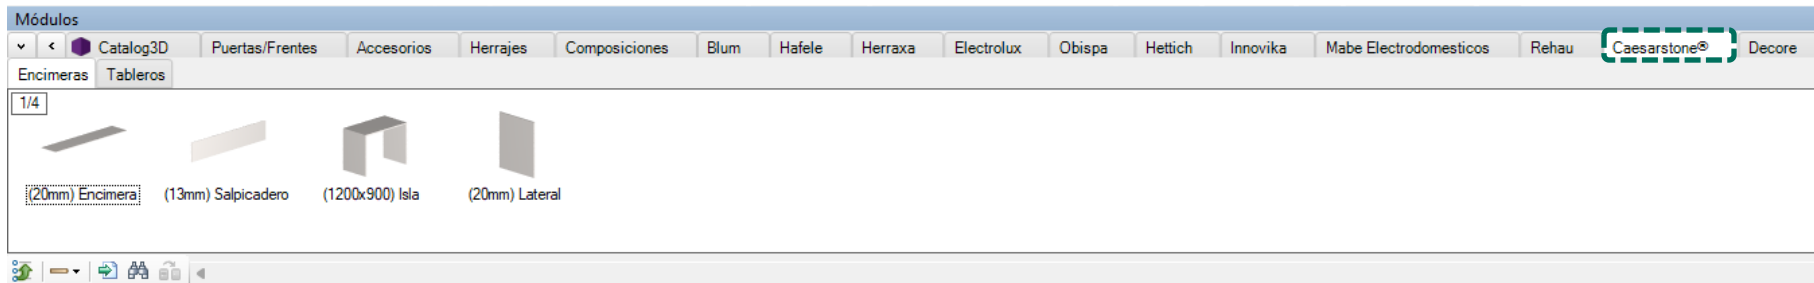 Módulos
Catalog3D Puertas/Frentes Accesorios Herrajes Composiciones Blum Hafele Herraxa Electrolux Obispa Hettich Innovika Mabe Electrodomesticos Rehau Caesarstone® Decore
Encimeras Tableros
1/4
(20mm) Encimera (13mm) Salpicadero (1200x900) Isla (20mm) Lateral